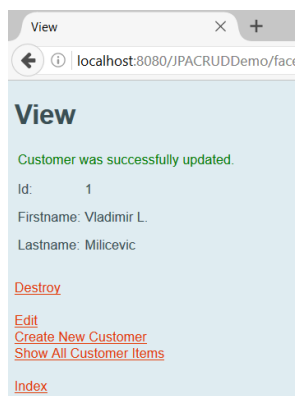 View
localhost:8080/JPACRUDDemo/face
View
Customer was successfully updated.
Id: 1
Firstname: Vladimir L.
Lastname: Milicevic
Destroy
Edit
Create New Customer
Show All Customer Items
Index